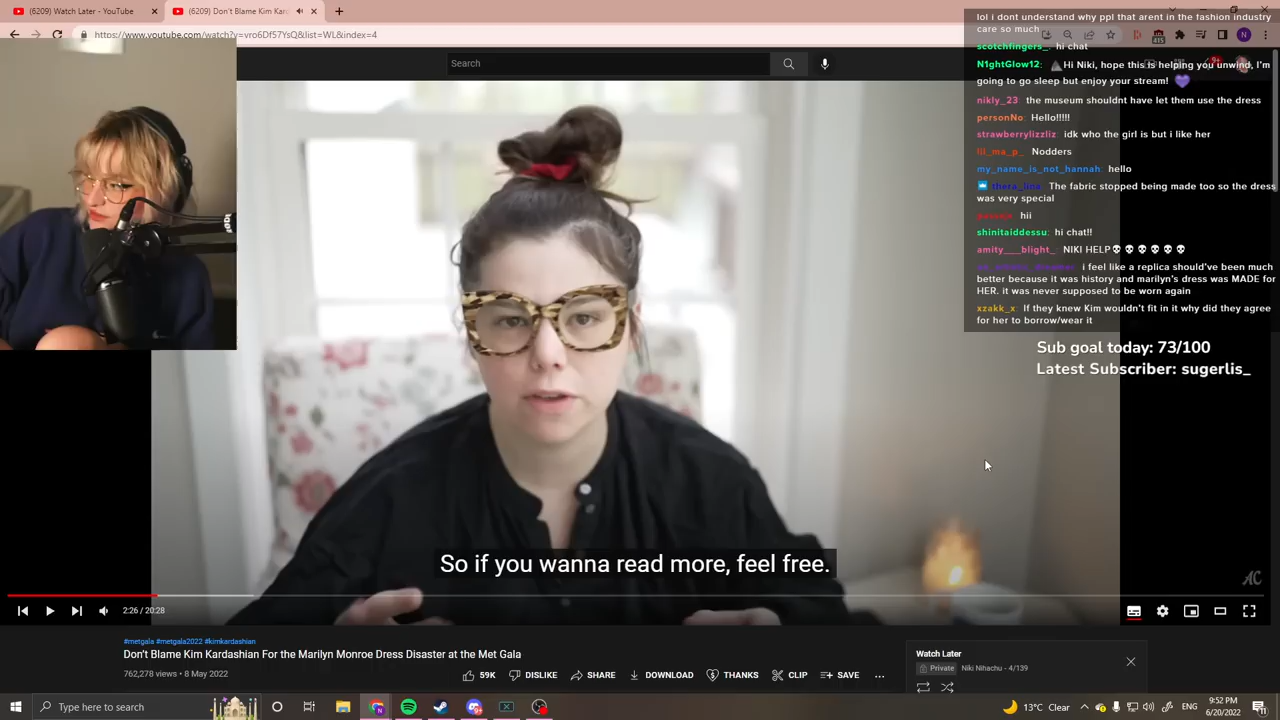 (6209) Watch Later
(6209) Don't Blame Kim Kar
https://www.youtube.com/watch?v=vro6Df57YsQ&list=WL&index=4
415
N
Search
9+
lol i dont understand why ppl that arent in the fashion industry
care so much
scotchfingers_: hi chat
N1ghtGlow12: Hi Niki, hope this is helping you unwind, I'm
going to go sleep but enjoy your stream! 💜
nikly_23 the museum shouldnt have let them use the dress
personNo: Hello!!!!!
strawberrylizzliz: idk who the girl is but i like her
lil_ma_p_ Nodders
my_name_is_not_hannah: hello
The fabric stopped being made too so the dress
was very special
hii
shinitaiddessu: hi chat!!
amity___blight_: NIKI HELP💀💀💀💀💀💀
i feel like a replica should've been much
better because it was history and marilyn's dress was MADE for
HER. it was never supposed to be worn again
xzakk_x: If they knew Kim wouldn't fit in it why did they agree
for her to borrow/wear it
Sub goal today: 73/100
Latest Subscriber: sugerlis_
So if you wanna read more, feel free.
AC
2:26 / 20:28
#metgala #metgala2022 #kimkardashian
Don't Blame Kim Kardashian For the Marilyn Monroe Dress Disaster at the Met Gala
762,278 views • 8 May 2022
59K DISLIKE SHARE DOWNLOAD THANKS CLIP SAVE ...
Watch Later
Private Niki Nihachu - 4/139
Type here to search
13°C Clear
9:52 PM
6/20/2022